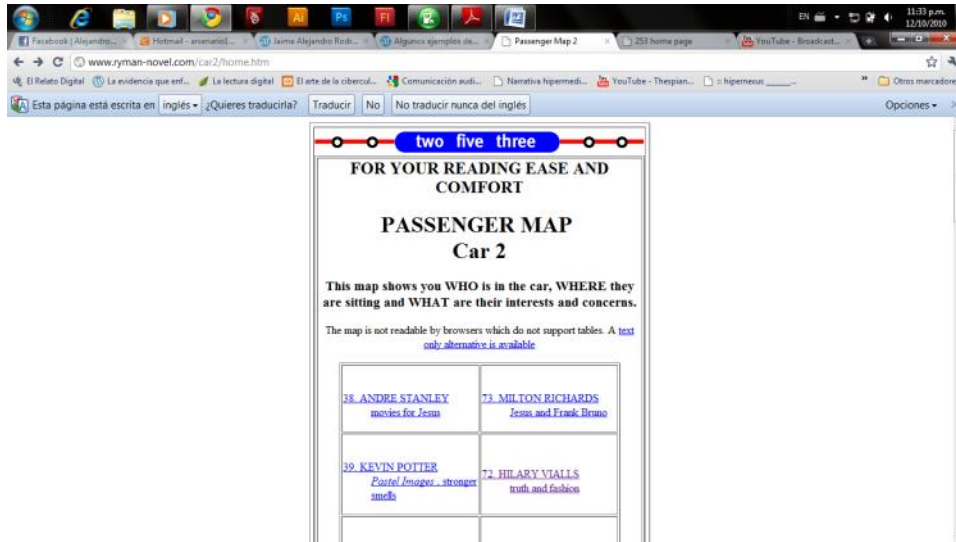 Ai Ps Fl
EN 11:33 p.m.
12/10/2010
Facebook | Alejandro... Hotmail - Jaime Alejandro Rodr... Algunos ejemplos de... Passenger Map 2 253 home page YouTube - Broadcast...
www.ryman-novel.com/car2/home.htm
El Relato Digital La evidencia que enf... La lectura digital El arte de la cibercul... Comunicación audi... Narrativa hipermedi... YouTube - Therpian... :: hipernexus ____... Otros marcadore
Esta página está escrita en inglés ¿Quieres traducirla? Traducir No No traducir nunca del inglés Opciones
two five three
FOR YOUR READING EASE AND
COMFORT
PASSENGER MAP
Car 2
This map shows you WHO is in the car, WHERE they
are sitting and WHAT are their interests and concerns.
The map is not readable by browsers which do not support tables. A text
only alternative is available
38. ANDRE STANLEY
movies for Jesus
73. MILTON RICHARDS
Jesus and Frank Bruno
39. KEVIN POTTER
Pastel Images , stronger
smells
72. HILARY VIALLS
truth and fashion